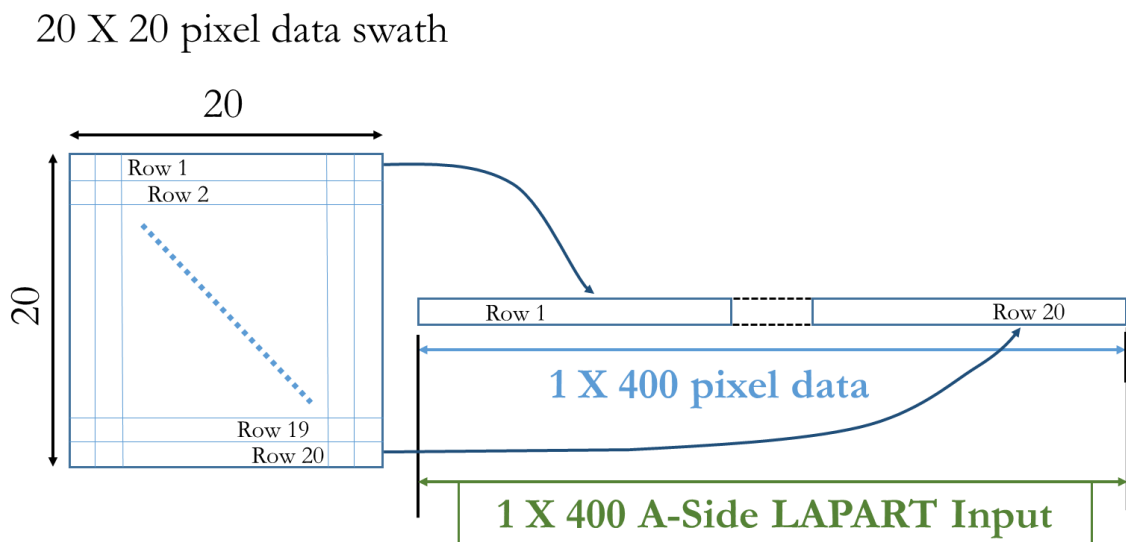 20 X 20 pixel data swath
20
20
Row 1
Row 2
Row 19
Row 20
Row 1
Row 20
1 X 400 pixel data
1 X 400 A-Side LAPART Input